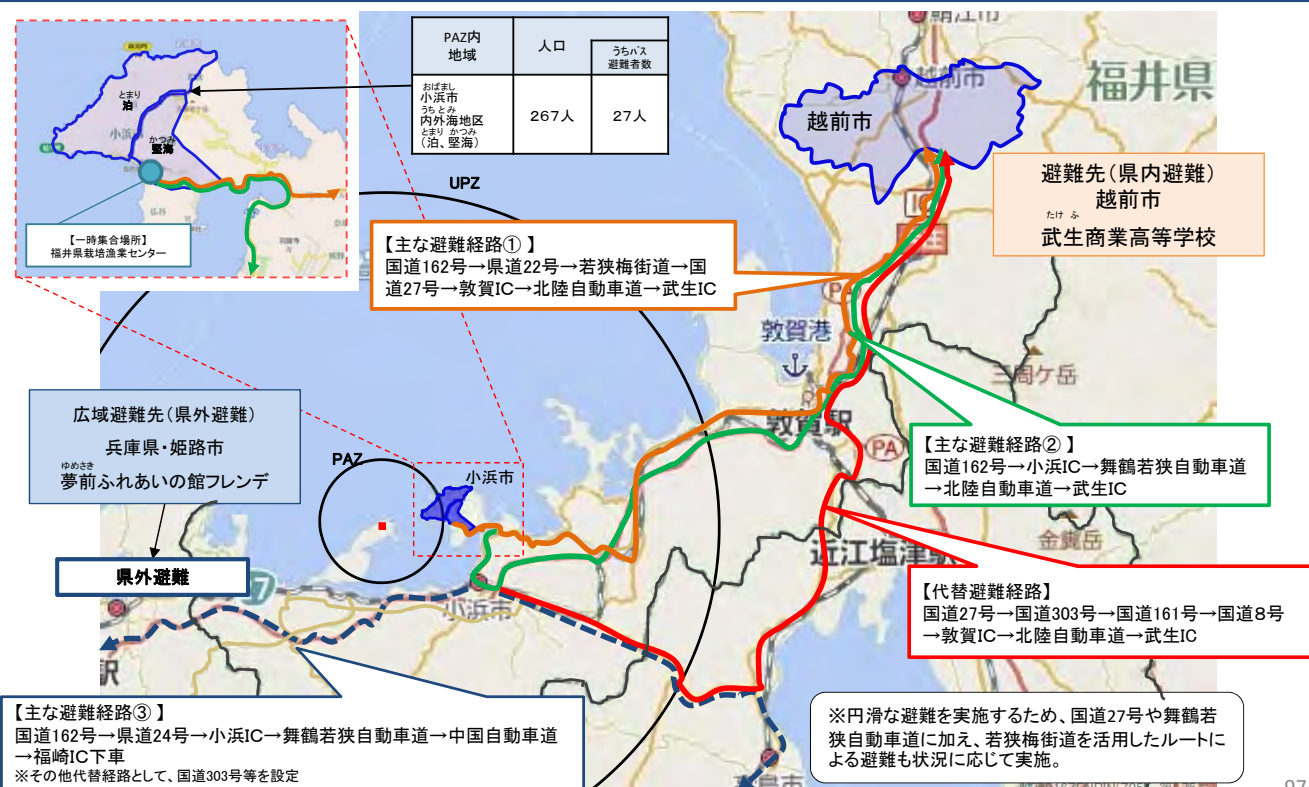 PAZ内
地域
人口
うちバス
避難者数
おばまし
小浜市
うちとみ
内外海地区
とまり かつみ
(泊、堅海)
267人
27人
とまり
泊
小浜市
かつみ
堅海
【一時集合場所】
福井県栽培漁業センター
鯖江市
越前市
福井県
越前市
避難先(県内避難)
越前市
たけ ふ
武生商業高等学校
UPZ
【主な避難経路①】
国道162号→県道22号→若狭梅街道→国
道27号→敦賀IC→北陸自動車道→武生IC
IC
PA
敦賀港
三周ケ岳
敦賀駅
PA
【主な避難経路②】
国道162号→小浜IC→舞鶴若狭自動車道
→北陸自動車道→武生IC
広域避難先(県外避難)
兵庫県・姫路市
ゆめさき
夢前ふれあいの館フレンデ
PAZ
小浜市
県外避難
小浜市
近江塩津駅
金糞岳
【代替避難経路】
国道27号→国道303号→国道161号→国道8号
→敦賀IC→北陸自動車道→武生IC
駅
【主な避難経路③】
国道162号→県道24号→小浜IC→舞鶴若狭自動車道→中国自動車道
→福崎IC下車
※その他代替経路として、国道303号等を設定
※円滑な避難を実施するため、国道27号や舞鶴若
狭自動車道に加え、若狭梅街道を活用したルートに
よる避難も状況に応じて実施。
97